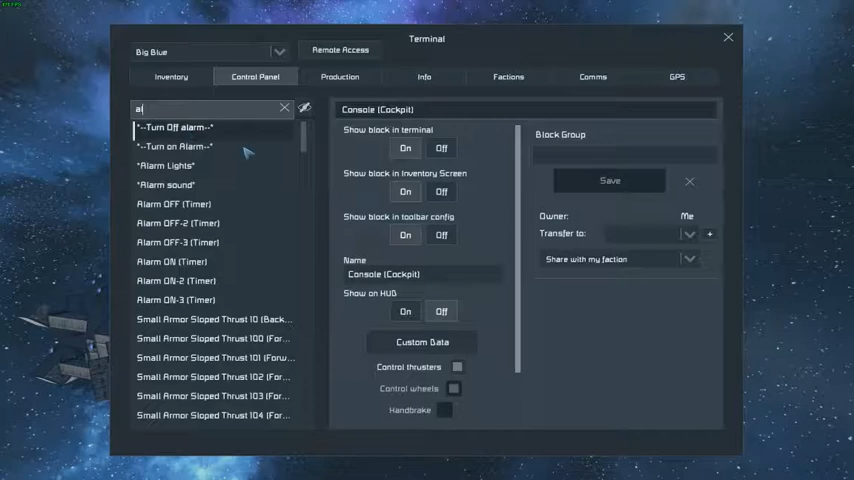 Terminal
Big Blue
Remote Access
Inventory
Control Panel
Production
Info
Factions
Comms
GPS
al
*--Turn Off alarm--*
*--Turn on Alarm--*
*Alarm Lights*
*Alarm sound*
Alarm OFF (Timer)
Alarm OFF-2 (Timer)
Alarm OFF-3 (Timer)
Alarm ON (Timer)
Alarm ON-2 (Timer)
Alarm ON-3 (Timer)
Small Armor Sloped Thrust 10 (Back...
Small Armor Sloped Thrust 100 (For...
Small Armor Sloped Thrust 101 (Forw...
Small Armor Sloped Thrust 102 (For...
Small Armor Sloped Thrust 103 (For...
Small Armor Sloped Thrust 104 (For...
Console (Cockpit)
Show block in terminal
On Off
Show block in Inventory Screen
On Off
Show block in toolbar config
On Off
Name
Console (Cockpit)
Show on HUD
On Off
Custom Data
Control thrusters
Control wheels
Handbrake
Block Group
Save
Owner: Me
Transfer to:
+
Share with my faction